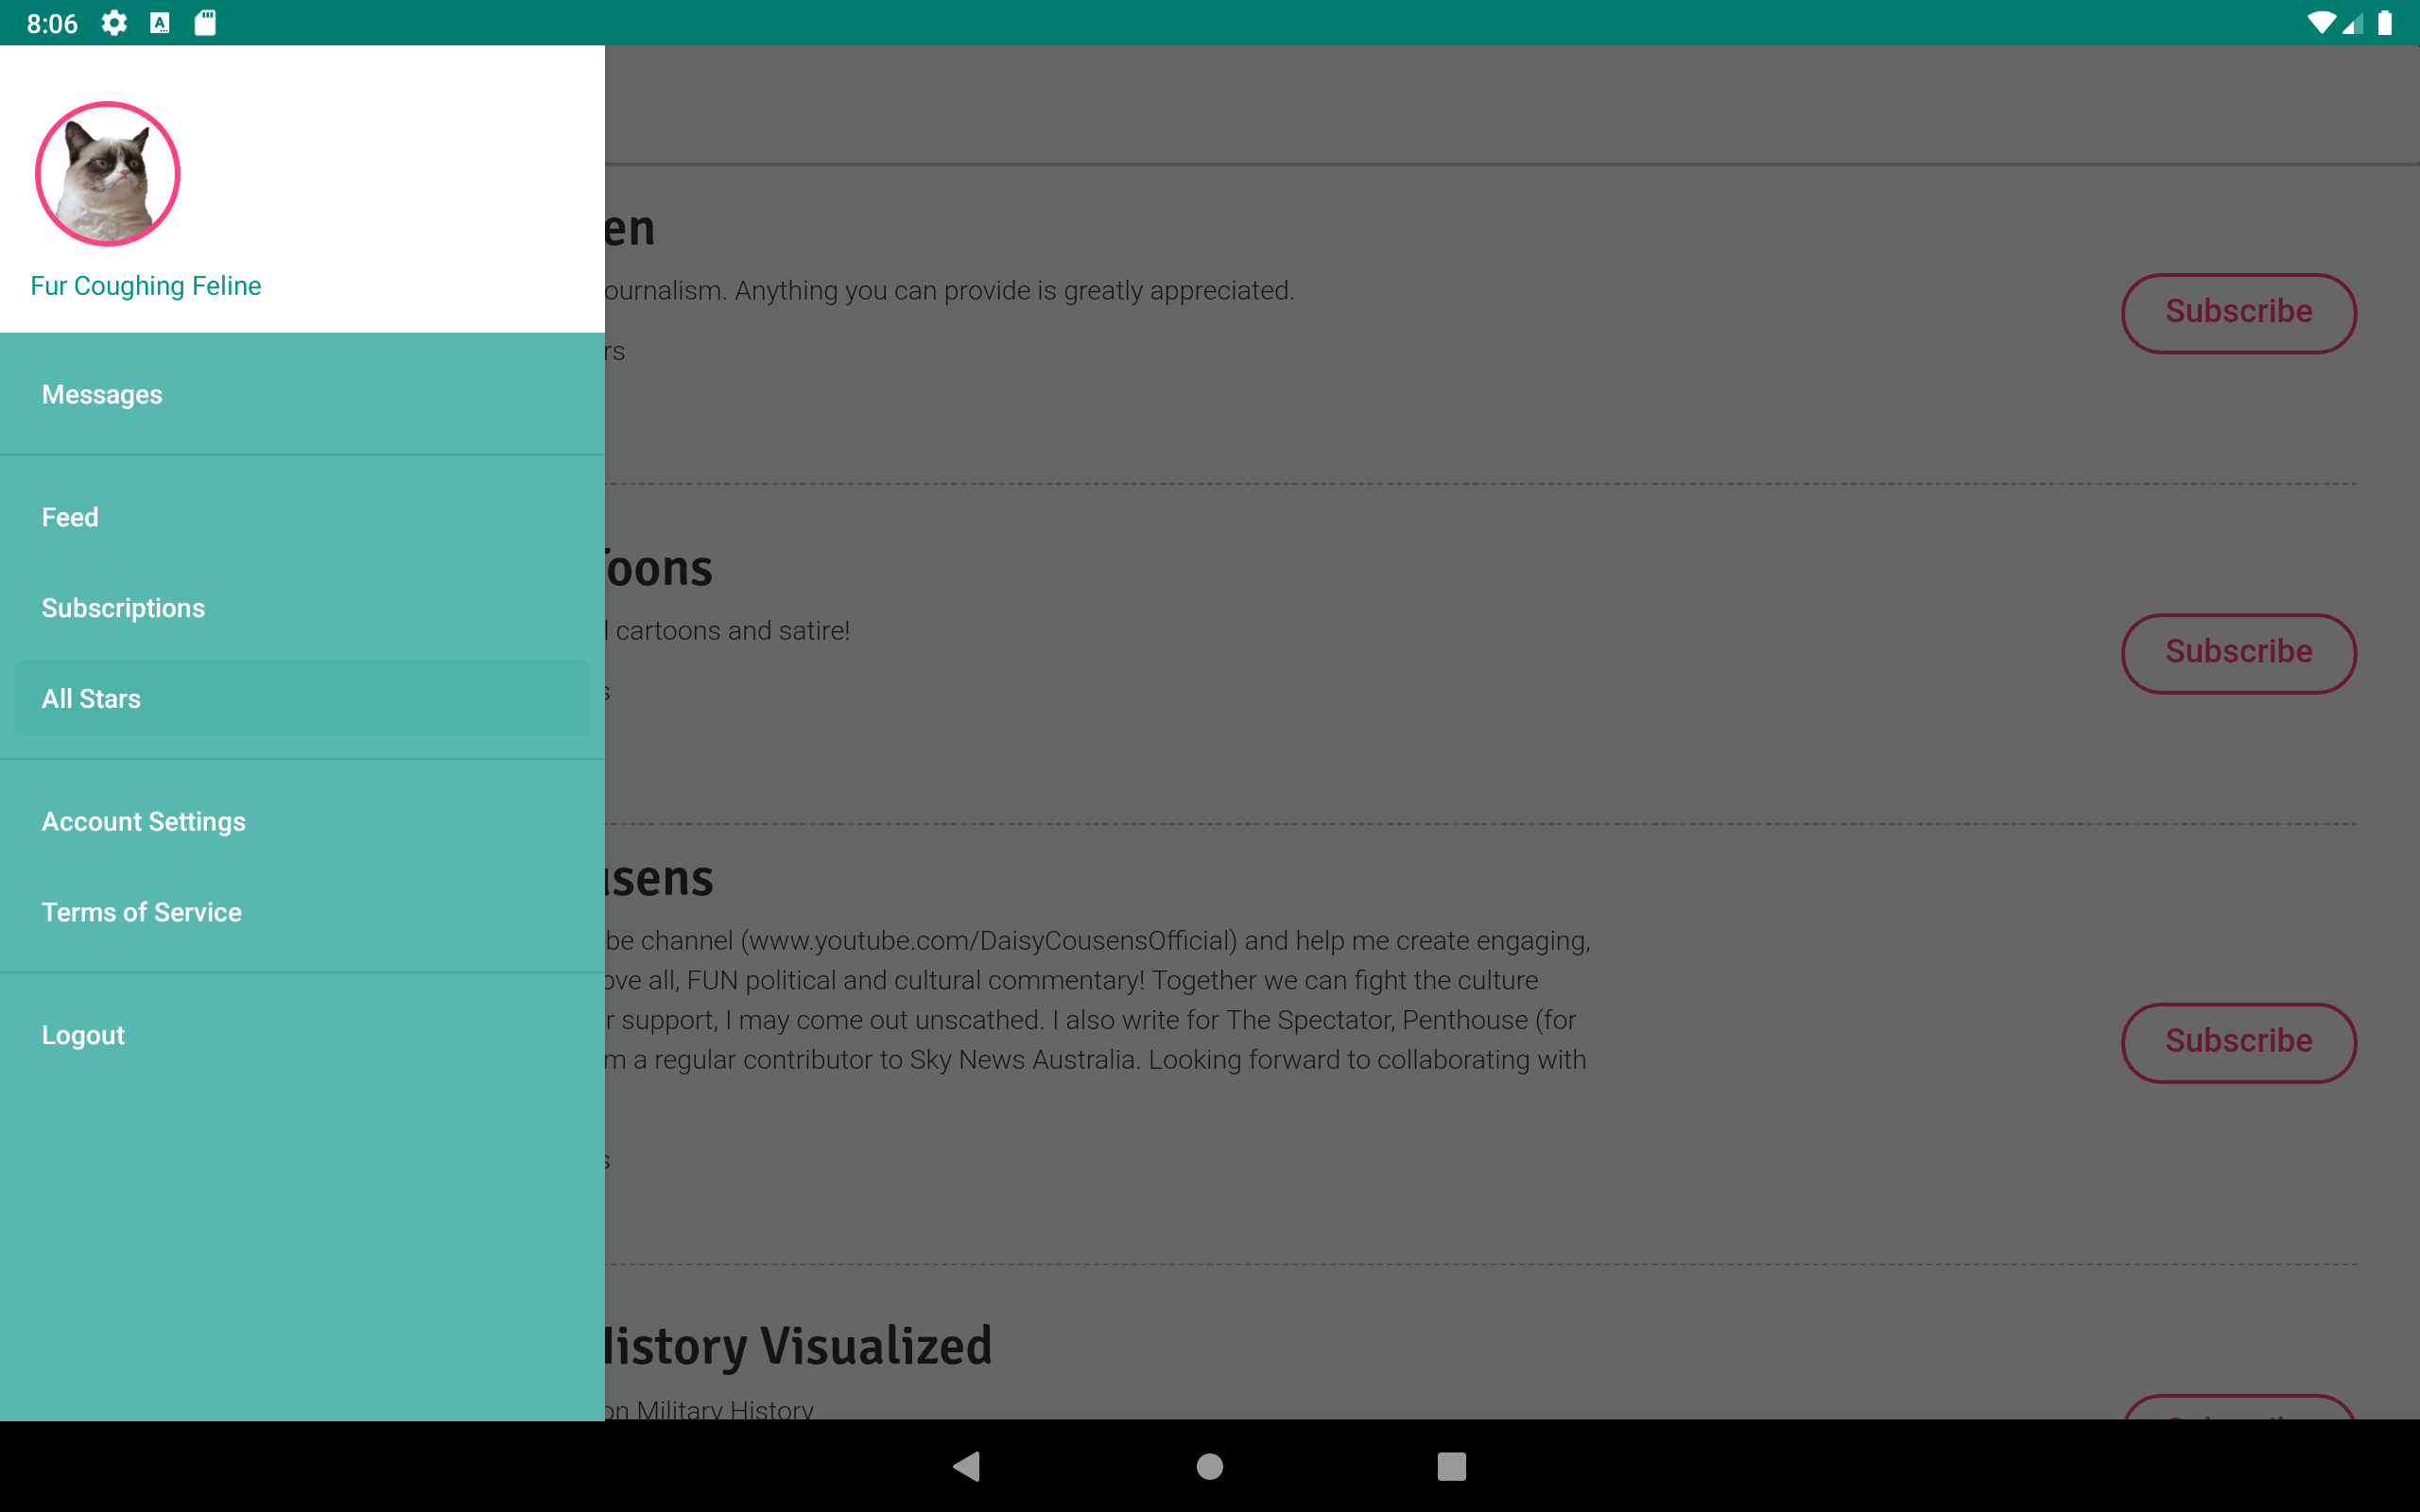 8:06
Fur Coughing Feline
Messages
Feed
Subscriptions
All Stars
Account Settings
Terms of Service
Logout
en
ournalism. Anything you can provide is greatly appreciated.
rs
Subscribe
oons
cartoons and satire!
s
Subscribe
sens
be channel (www.youtube.com/DaisyCousensOfficial) and help me create engaging,
ove all, FUN political and cultural commentary! Together we can fight the culture
r support, I may come out unscathed. I also write for The Spectator, Penthouse (for
m a regular contributor to Sky News Australia. Looking forward to collaborating with
s
Subscribe
istory Visualized
on Military History